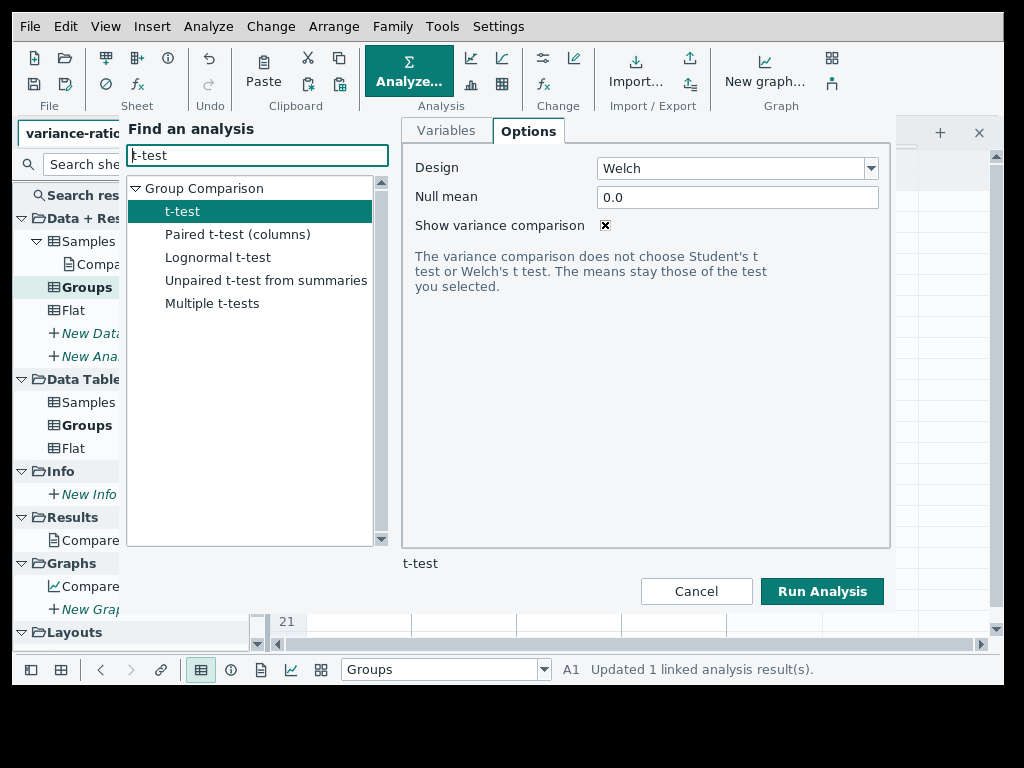 File Edit View Insert Analyze Change Arrange Family Tools Settings
Paste
Σ
Analyze...
Import...
New graph...
File Sheet Undo Clipboard Analysis Change Import / Export Graph
variance-ratio
Search she
Search res
Data + Res
Samples
Compa
Groups
Flat
New Data
New Ana
Data Table
Samples
Groups
Flat
Info
New Info
Results
Compare
Graphs
Compare
New Grap
Layouts
Find an analysis
t-test
Group Comparison
t-test
Paired t-test (columns)
Lognormal t-test
Unpaired t-test from summaries
Multiple t-tests
Variables Options
Design Welch
Null mean 0.0
Show variance comparison
The variance comparison does not choose Student's t
test or Welch's t test. The means stay those of the test
you selected.
t-test
Cancel Run Analysis
21
Groups A1 Updated 1 linked analysis result(s).